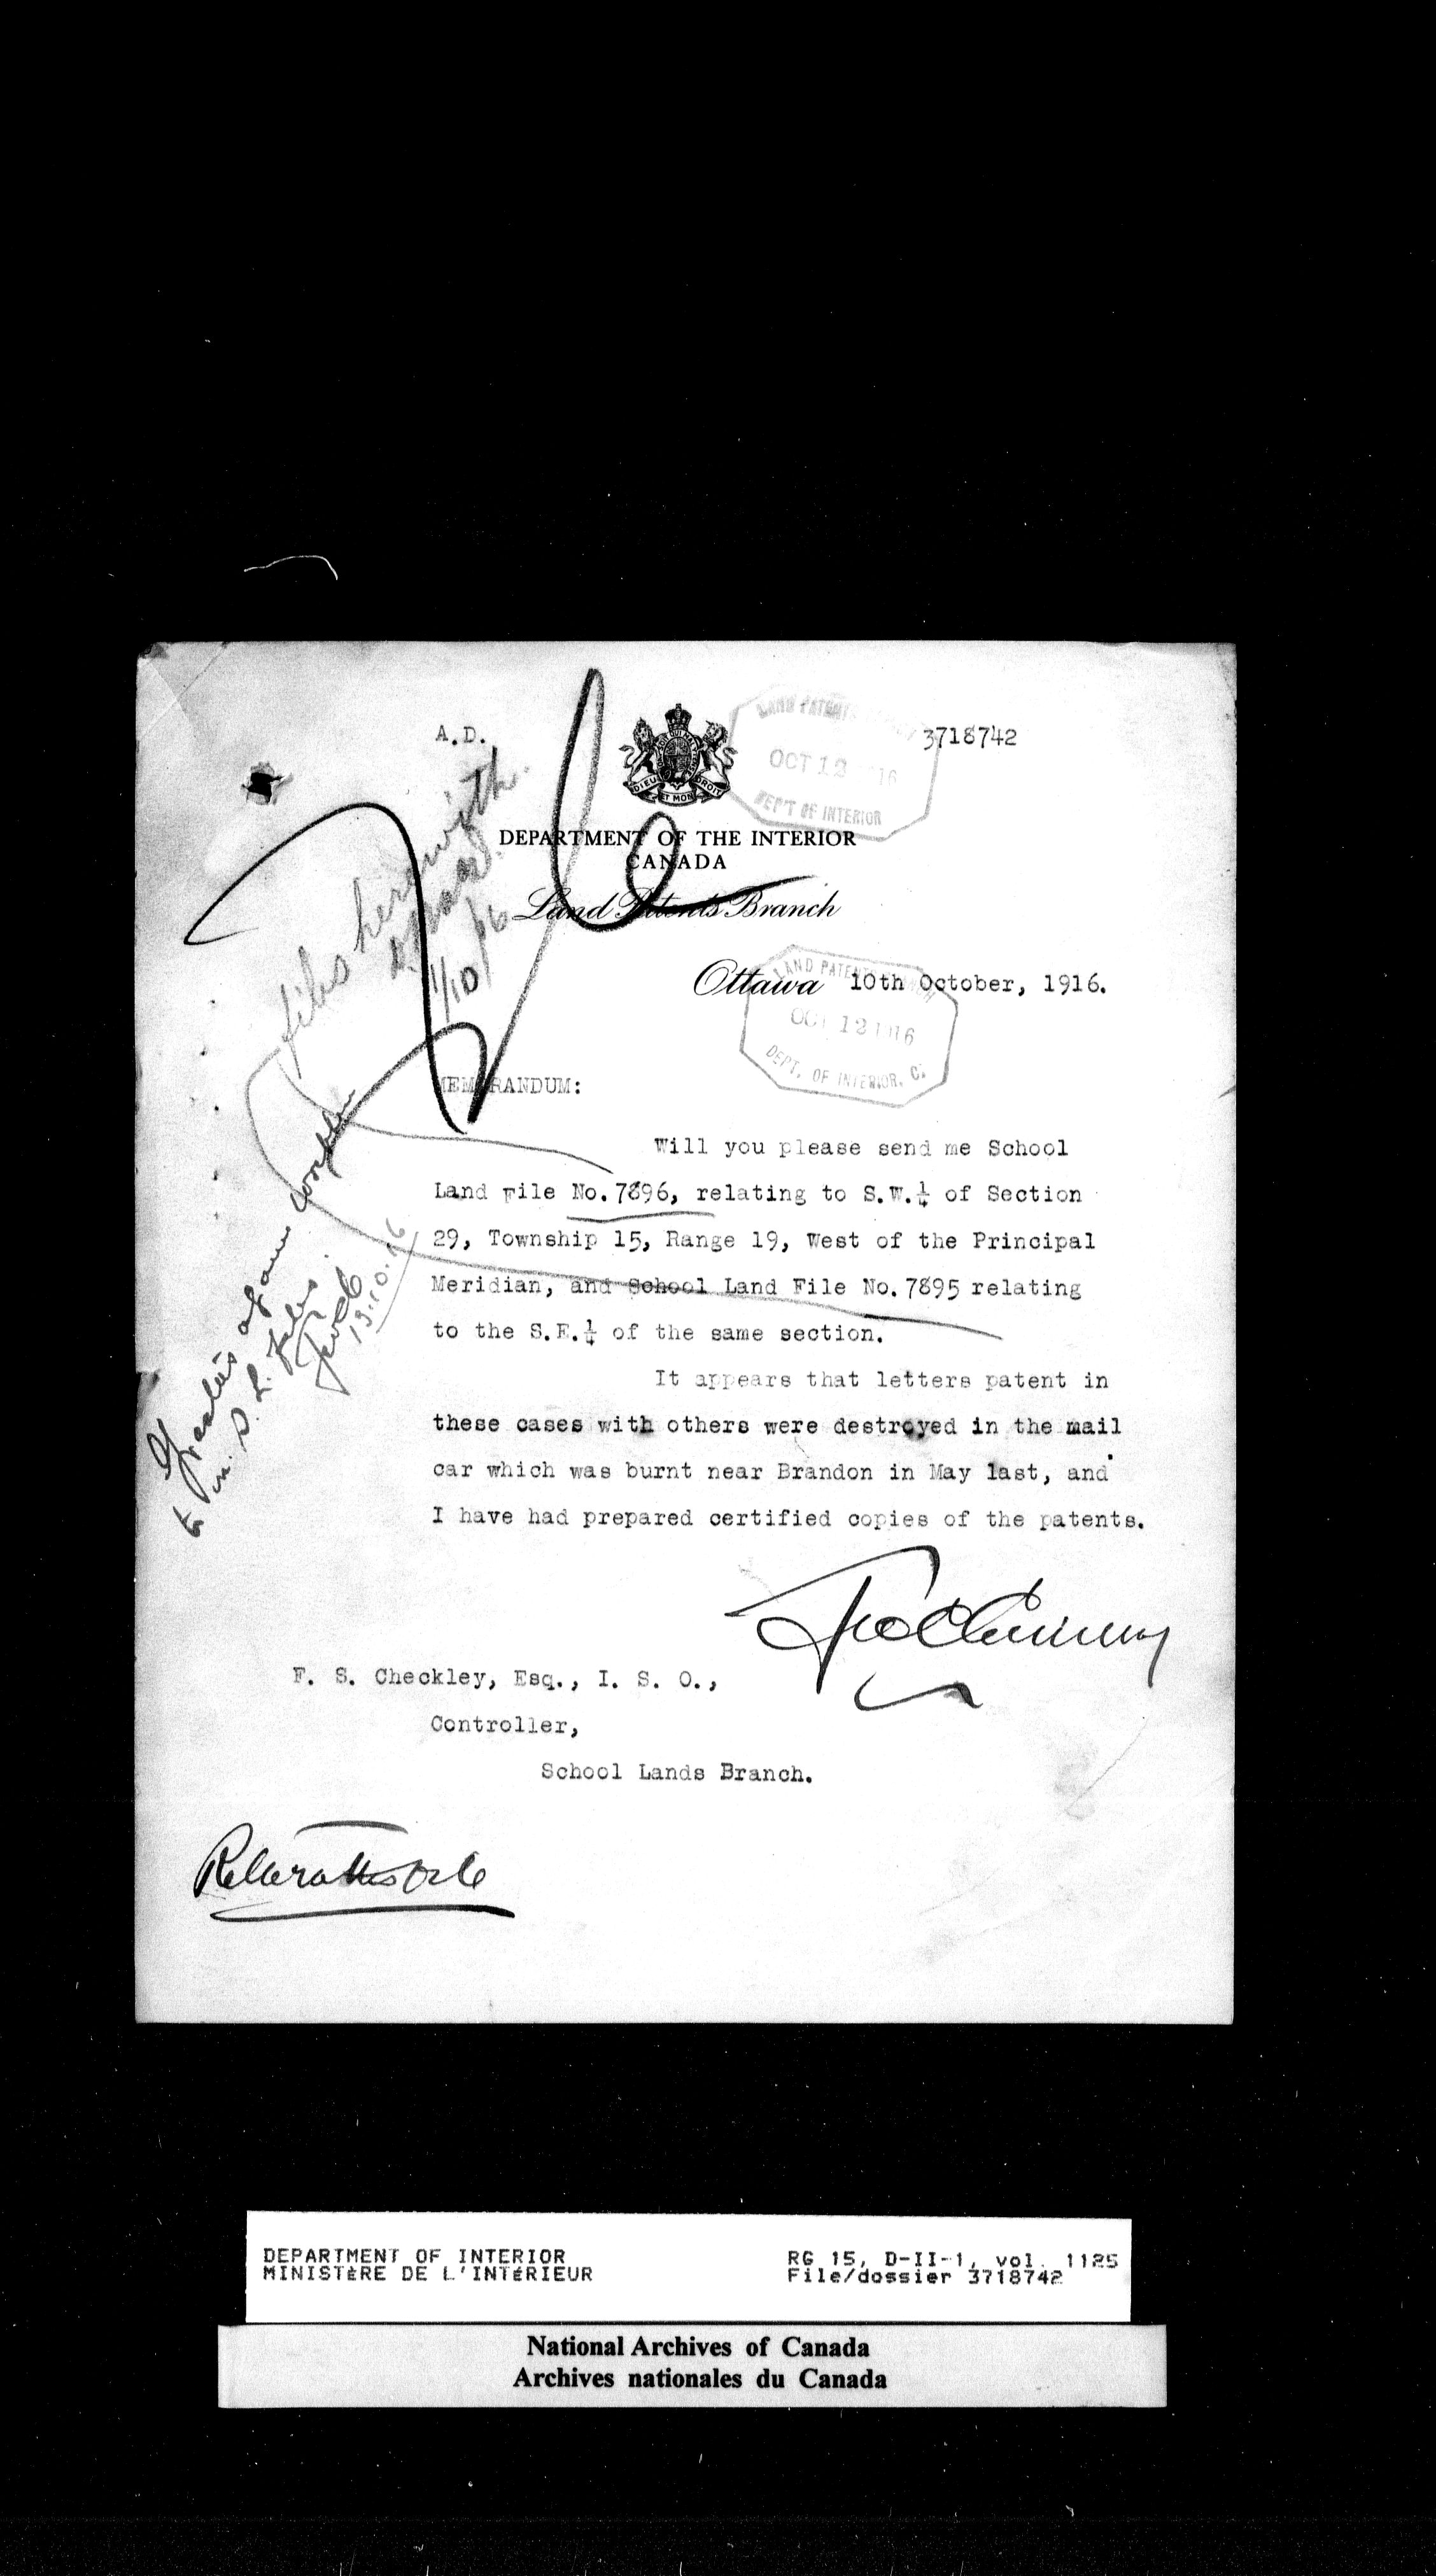 A.D.
3718742
LAND PATENTS
OCT 12 16
DEP'T OF INTERIOR
DIEU ET MON DROIT
DEPARTMENT OF THE INTERIOR
CANADA
Land Patents Branch
files herewith.
Ottawa 10th October, 1916.
LAND PATENTS BRANCH
OCT 12 1916
DEPT. OF INTERIOR, C.
MEMORANDUM:
Will you please send me School
Land File No. 7896, relating to S.W.¼ of Section
29, Township 15, Range 19, West of the Principal
Meridian, and School Land File No. 7895 relating
to the S.E.¼ of the same section.
It appears that letters patent in
these cases with others were destroyed in the mail
car which was burnt near Brandon in May last, and
I have had prepared certified copies of the patents.
13.10.16
F. S. Checkley, Esq., I. S. O.,
Controller,
School Lands Branch.
DEPARTMENT OF INTERIOR
MINISTÈRE DE L'INTÉRIEUR
RG 15, D-II-1, vol. 1125
File/dossier 3718742
National Archives of Canada
Archives nationales du Canada